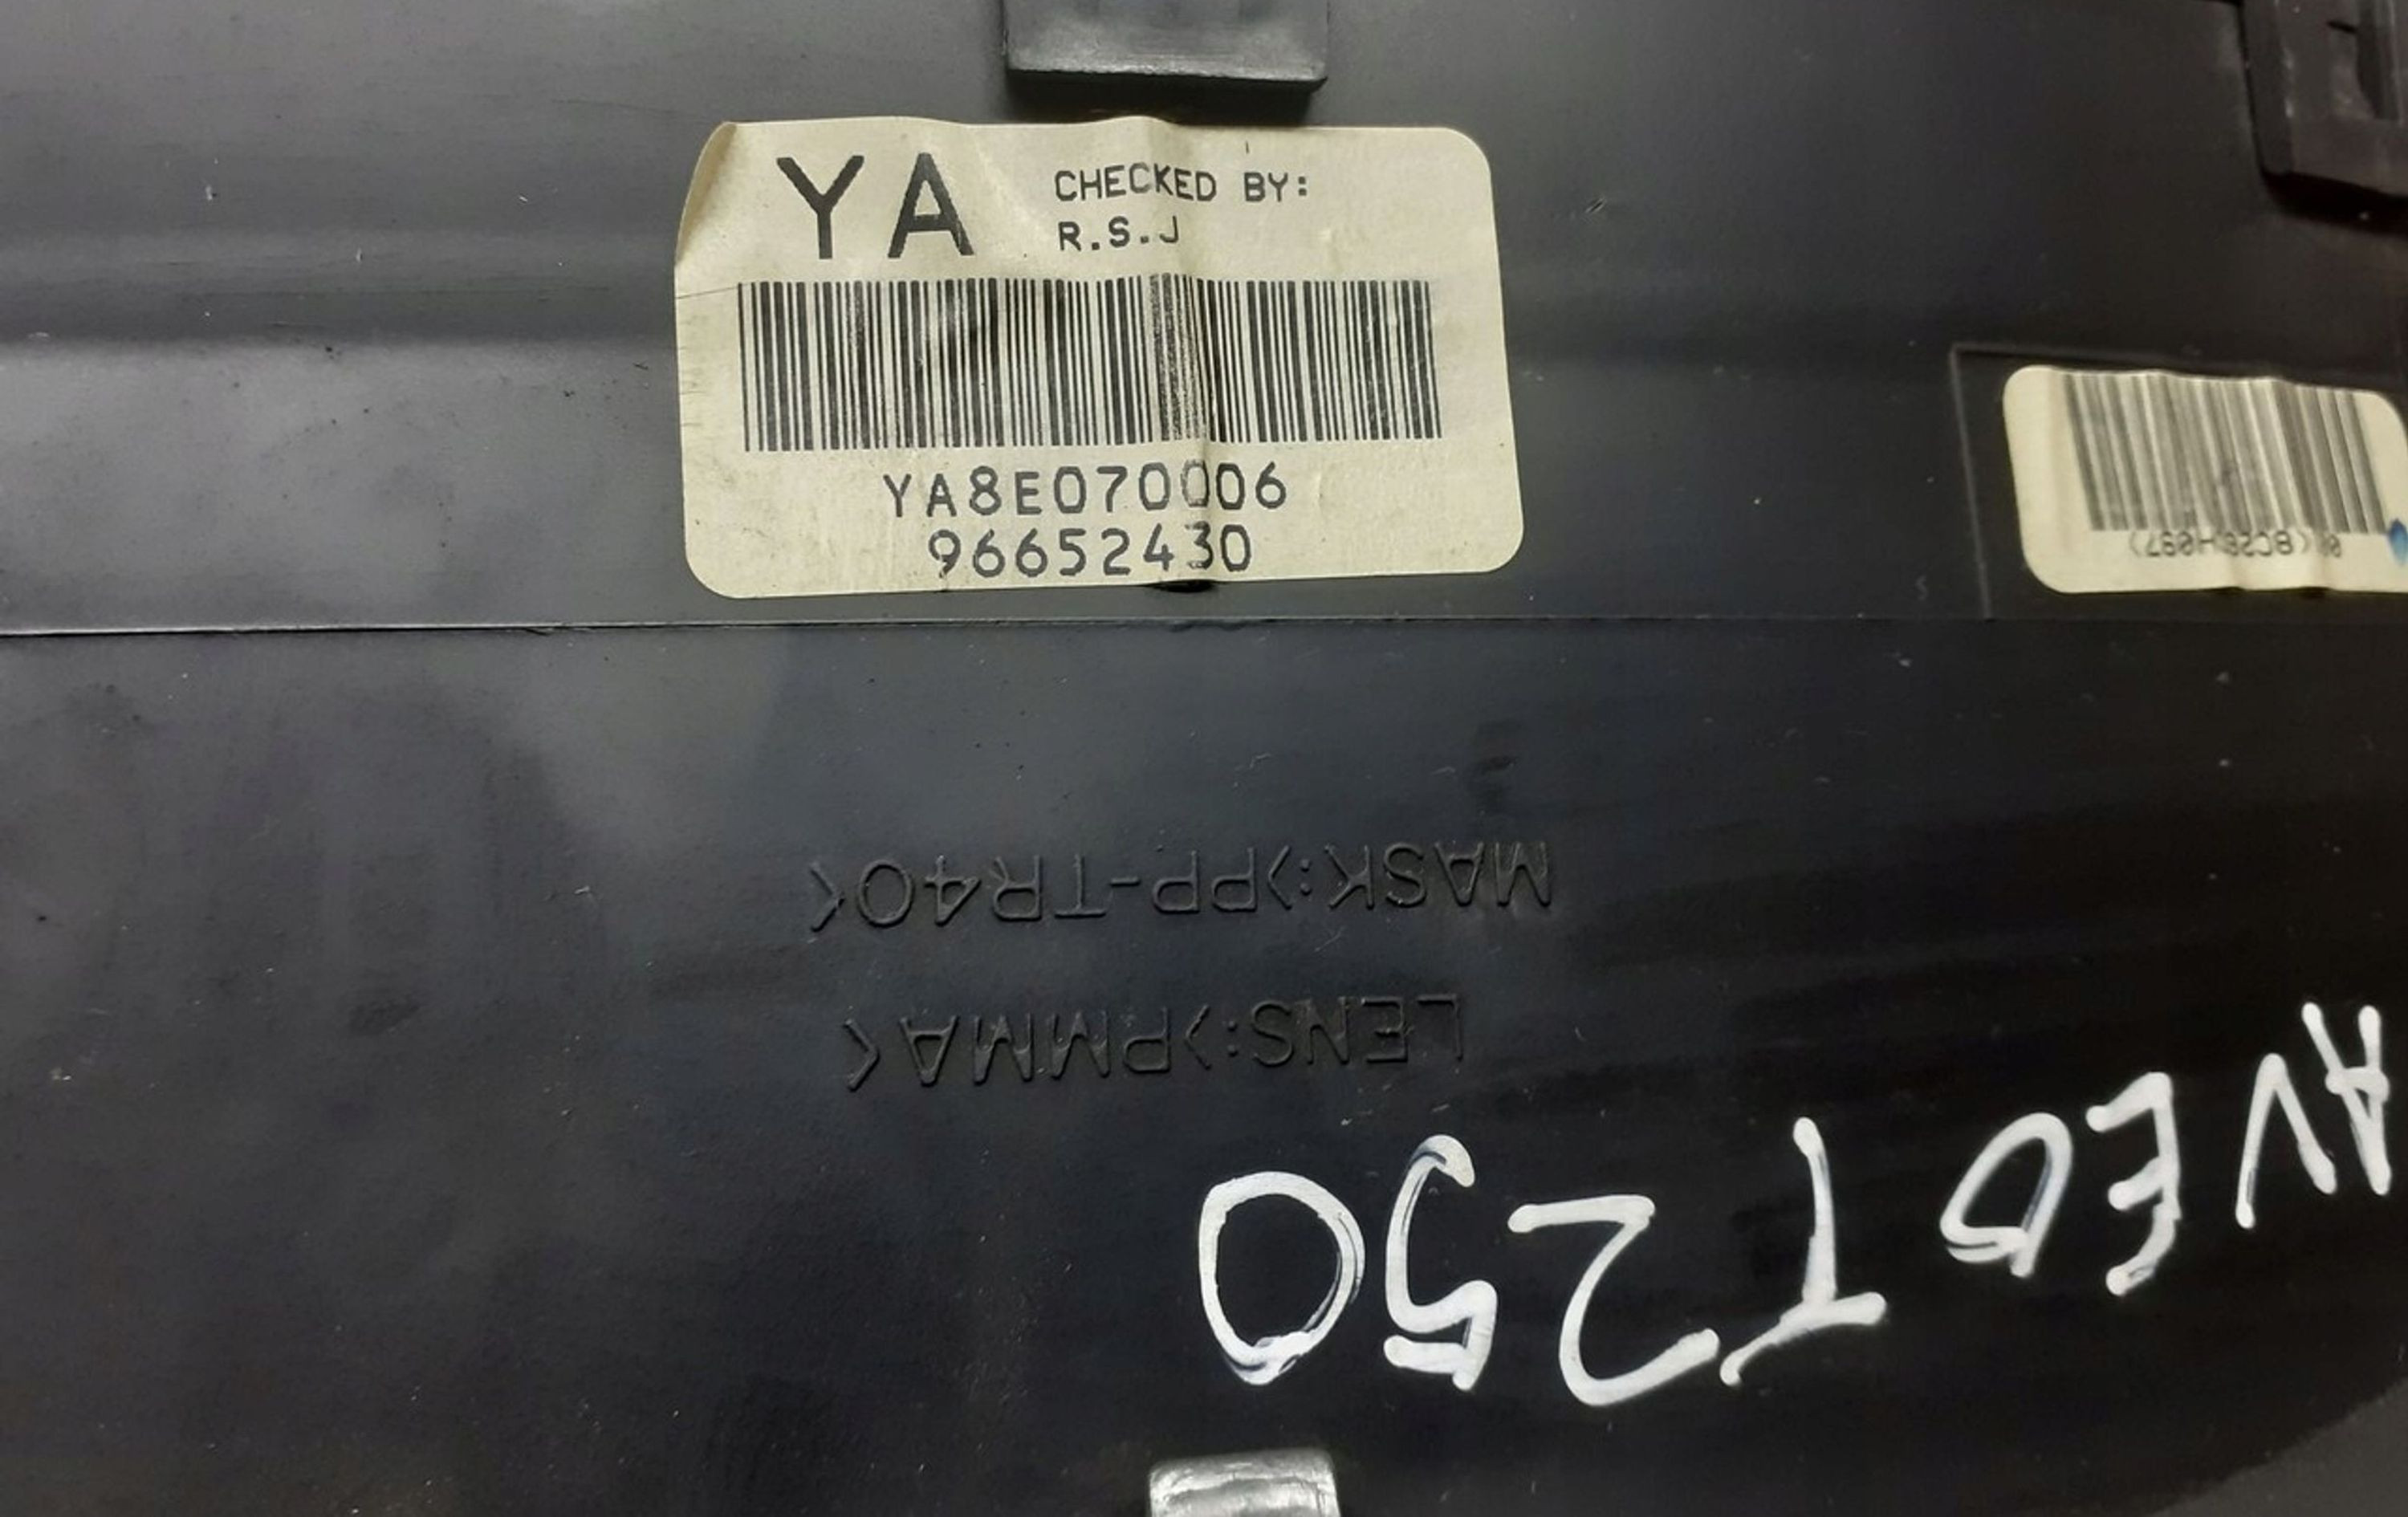 YA
CHECKED BY:
R.S.J
YA8E070006
96652430
MASK:>PP-TR40<
LENS:>PMMA<
AVEO T250